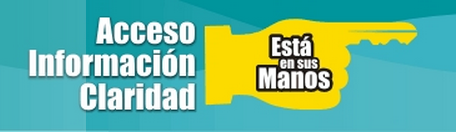 Acceso
Información
Claridad
Está
en sus
Manos